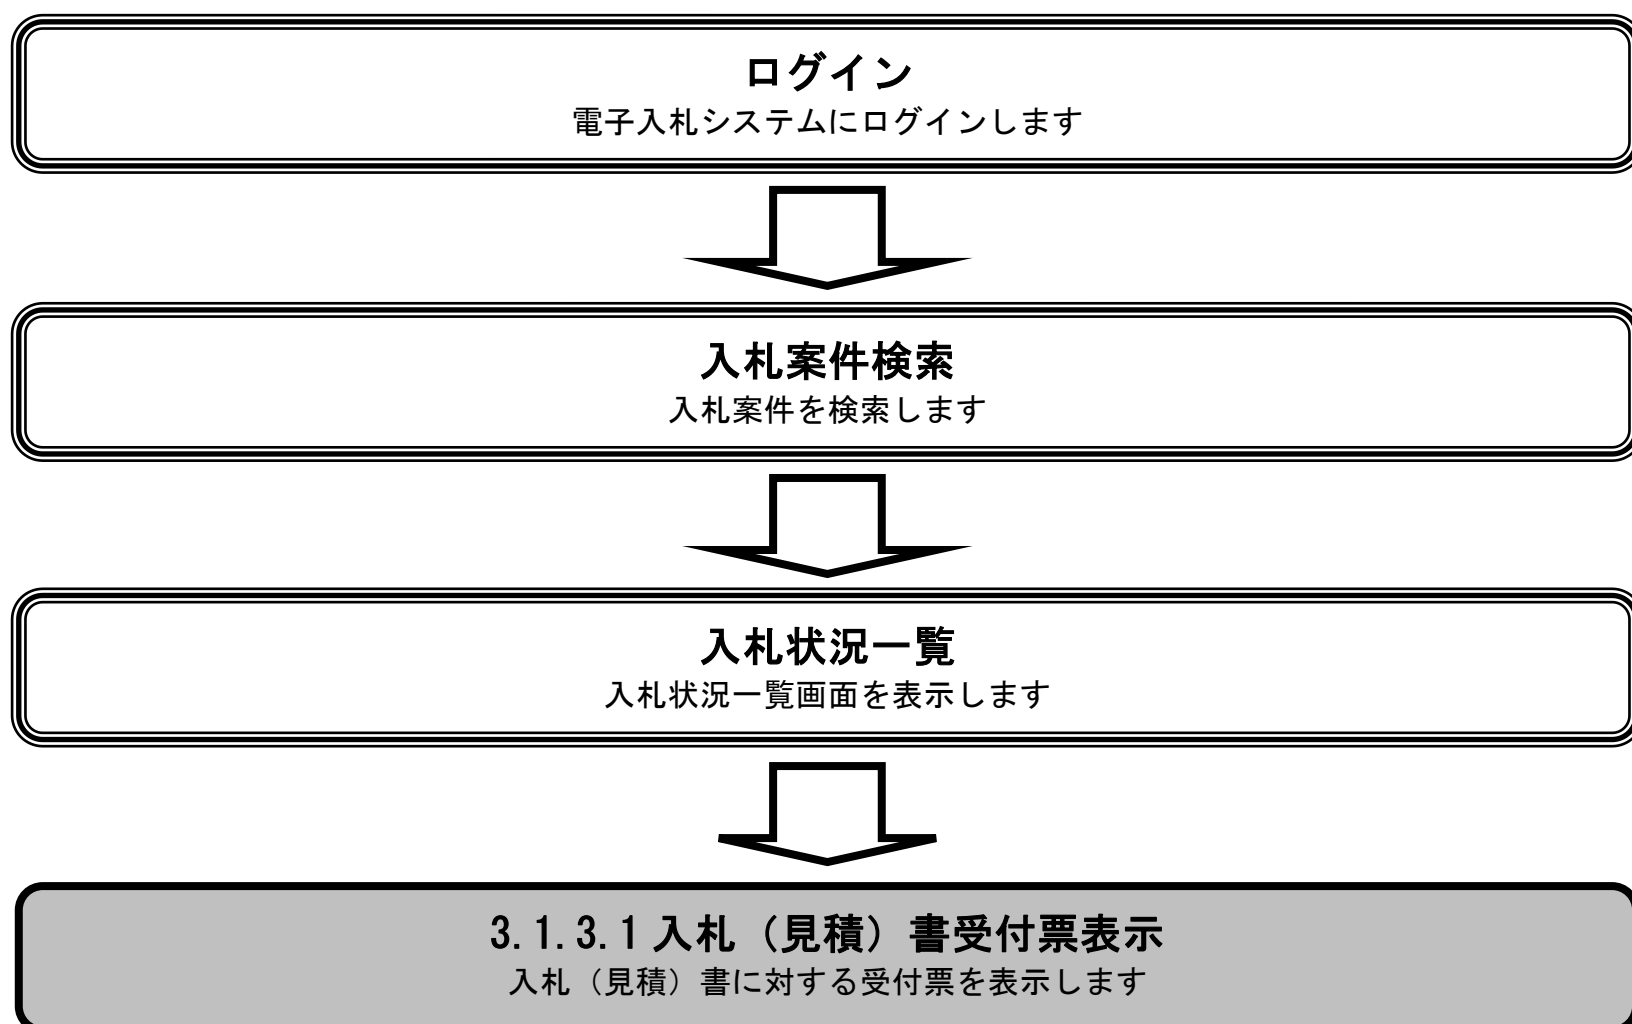 ログイン
電子入札システムにログインします
入札案件検索
入札案件を検索します
入札状況一覧
入札状況一覧画面を表示します
3.1.3.1入札（見積）書受付票表示
入札（見積）書に対する受付票を表示します